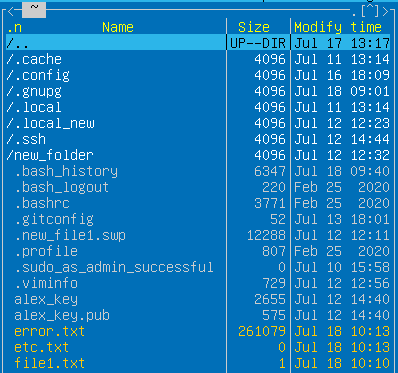 <─ ~ .[^]>
.n Name Size Modify time
/.. UP--DIR Jul 17 13:17
/.cache 4096 Jul 11 13:14
/.config 4096 Jul 16 18:09
/.gnupg 4096 Jul 18 09:01
/.local 4096 Jul 11 13:14
/.local_new 4096 Jul 12 12:23
/.ssh 4096 Jul 12 14:44
/new_folder 4096 Jul 12 12:32
.bash_history 6347 Jul 18 09:40
.bash_logout 220 Feb 25 2020
.bashrc 3771 Feb 25 2020
.gitconfig 52 Jul 13 18:01
.new_file1.swp 12288 Jul 12 12:11
.profile 807 Feb 25 2020
.sudo_as_admin_successful 0 Jul 10 15:58
.viminfo 729 Jul 12 12:56
alex_key 2655 Jul 12 14:40
alex_key.pub 575 Jul 12 14:40
error.txt 261079 Jul 18 10:13
etc.txt 0 Jul 18 10:13
file1.txt 1 Jul 18 10:10